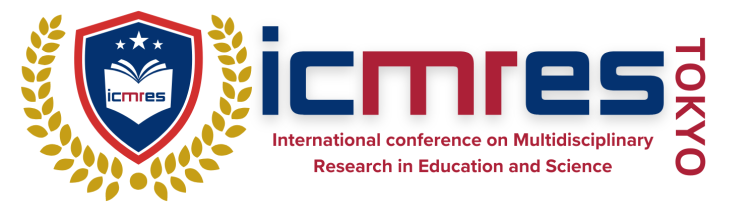 icmres
icmres
TOKYO
International conference on Multidisciplinary
Research in Education and Science